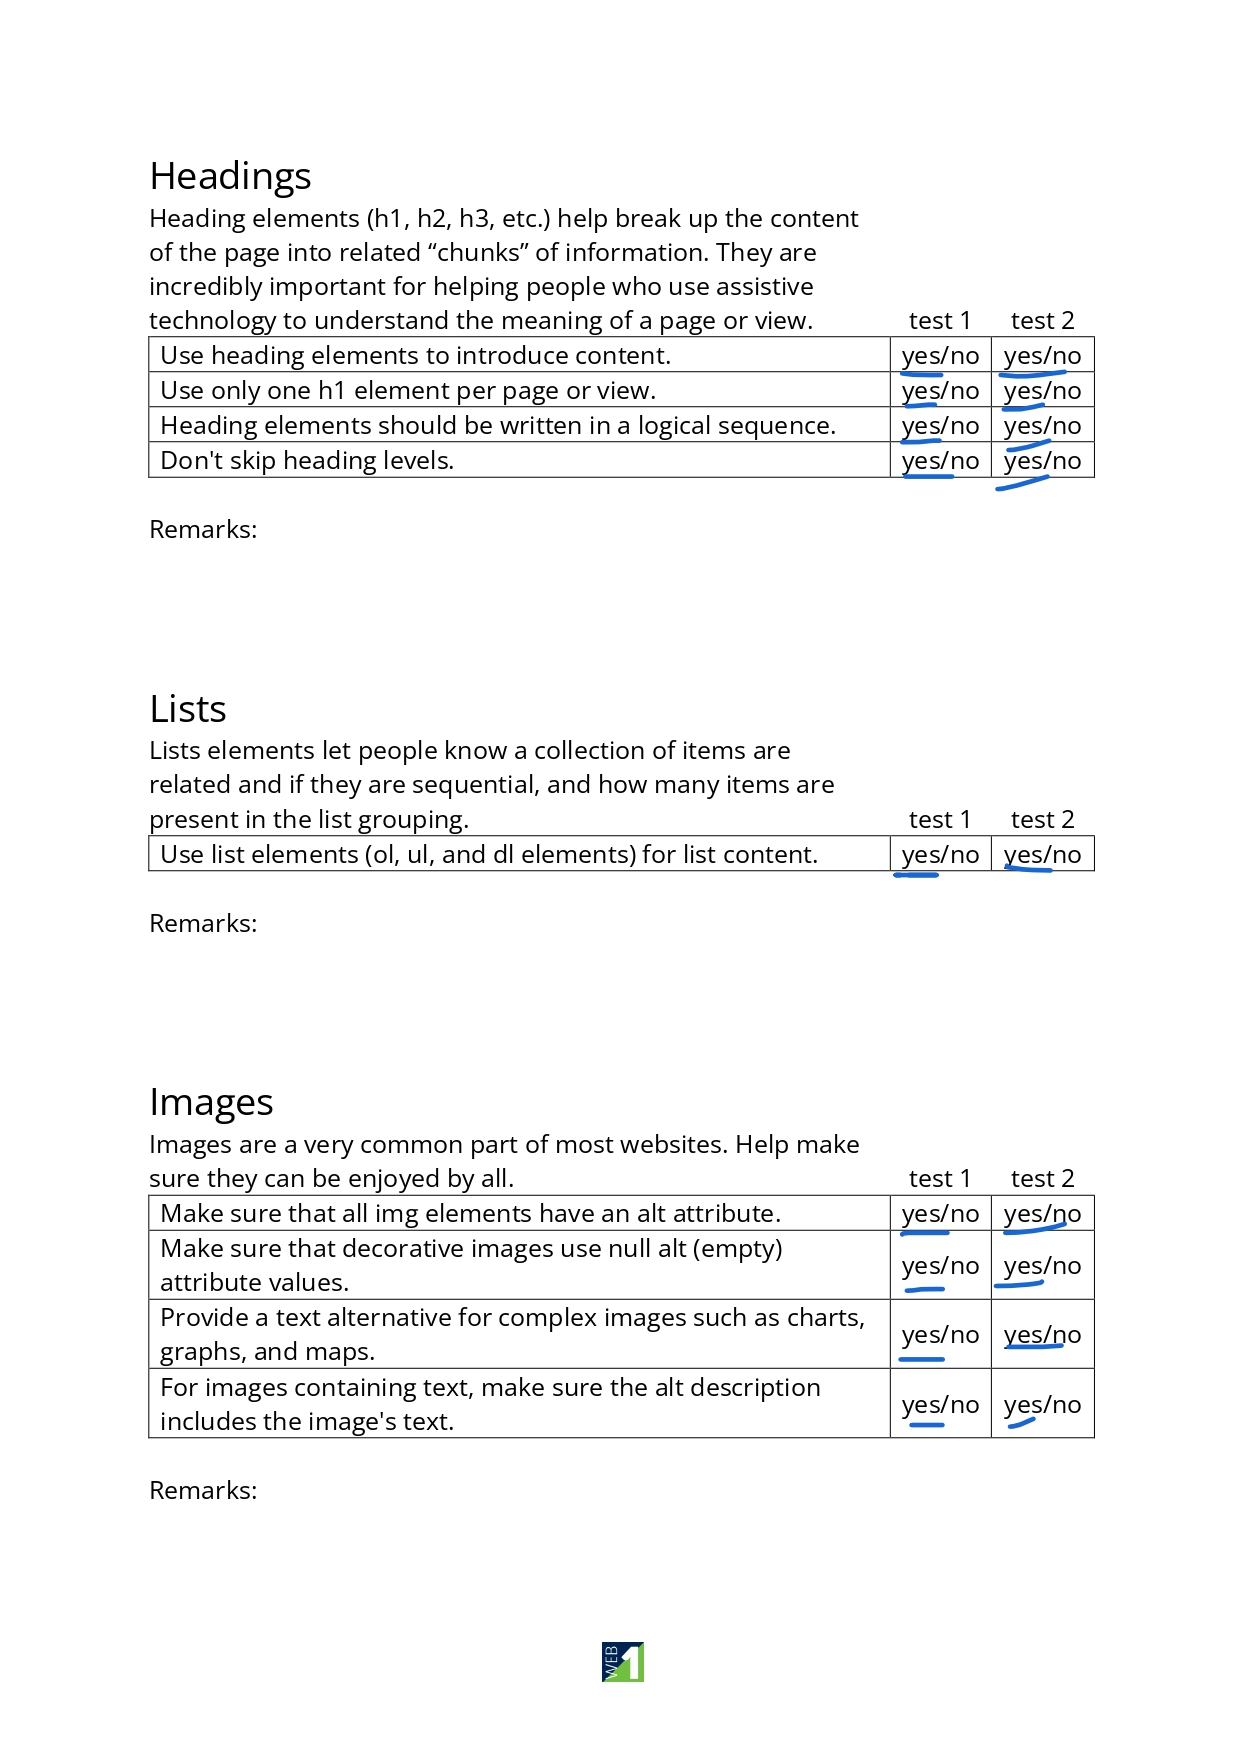 Headings
Heading elements (h1, h2, h3, etc.) help break up the content
of the page into related “chunks” of information. They are
incredibly important for helping people who use assistive
technology to understand the meaning of a page or view. test 1 test 2
Use heading elements to introduce content. yes/no yes/no
Use only one h1 element per page or view. yes/no yes/no
Heading elements should be written in a logical sequence. yes/no yes/no
Don't skip heading levels. yes/no yes/no
Remarks:
Lists
Lists elements let people know a collection of items are
related and if they are sequential, and how many items are
present in the list grouping. test 1 test 2
Use list elements (ol, ul, and dl elements) for list content. yes/no yes/no
Remarks:
Images
Images are a very common part of most websites. Help make
sure they can be enjoyed by all. test 1 test 2
Make sure that all img elements have an alt attribute. yes/no yes/no
Make sure that decorative images use null alt (empty)
attribute values. yes/no yes/no
Provide a text alternative for complex images such as charts,
graphs, and maps. yes/no yes/no
For images containing text, make sure the alt description
includes the image's text. yes/no yes/no
Remarks:
WEB 1